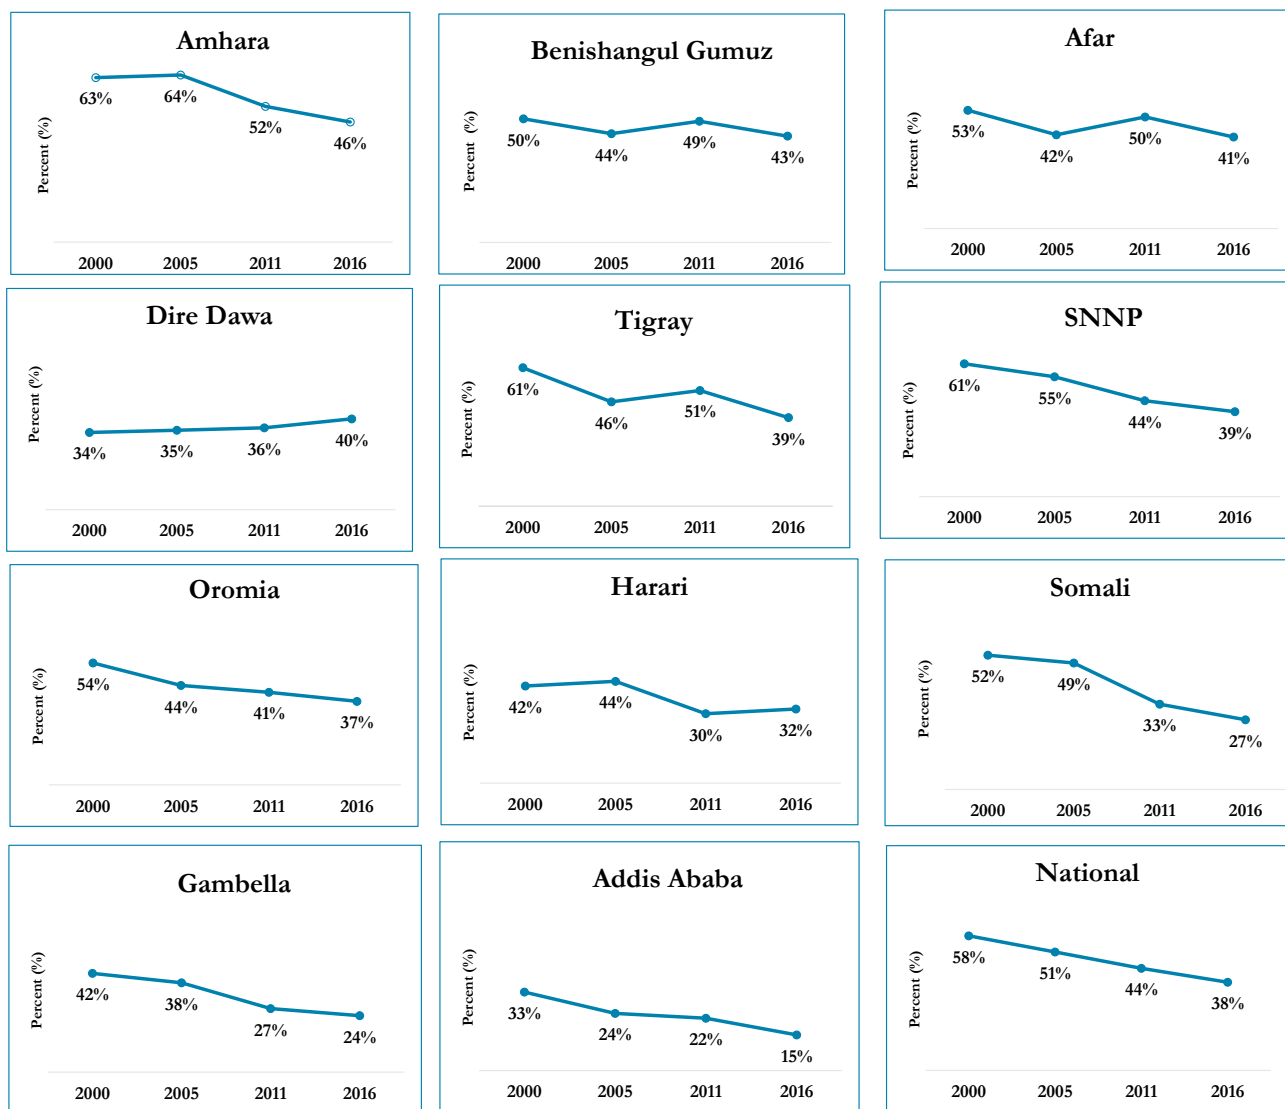 Amhara
Percent (%)
63%
64%
52%
46%
2000 2005 2011 2016
Benishangul Gumuz
Percent (%)
50%
44%
49%
43%
2000 2005 2011 2016
Afar
Percent (%)
53%
42%
50%
41%
2000 2005 2011 2016
Dire Dawa
Percent (%)
34%
35%
36%
40%
2000 2005 2011 2016
Tigray
Percent (%)
61%
46%
51%
39%
2000 2005 2011 2016
SNNP
Percent (%)
61%
55%
44%
39%
2000 2005 2011 2016
Oromia
Percent (%)
54%
44%
41%
37%
2000 2005 2011 2016
Harari
Percent (%)
42%
44%
30%
32%
2000 2005 2011 2016
Somali
Percent (%)
52%
49%
33%
27%
2000 2005 2011 2016
Gambella
Percent (%)
42%
38%
27%
24%
2000 2005 2011 2016
Addis Ababa
Percent (%)
33%
24%
22%
15%
2000 2005 2011 2016
National
Percent (%)
58%
51%
44%
38%
2000 2005 2011 2016